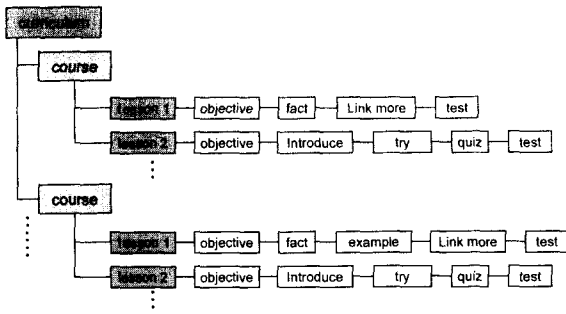 curriculum
course
lesson 1 objective fact Link more test
lesson 2 objective Introduce try quiz test
course
lesson 1 objective fact example Link more test
lesson 2 objective Introduce try quiz test